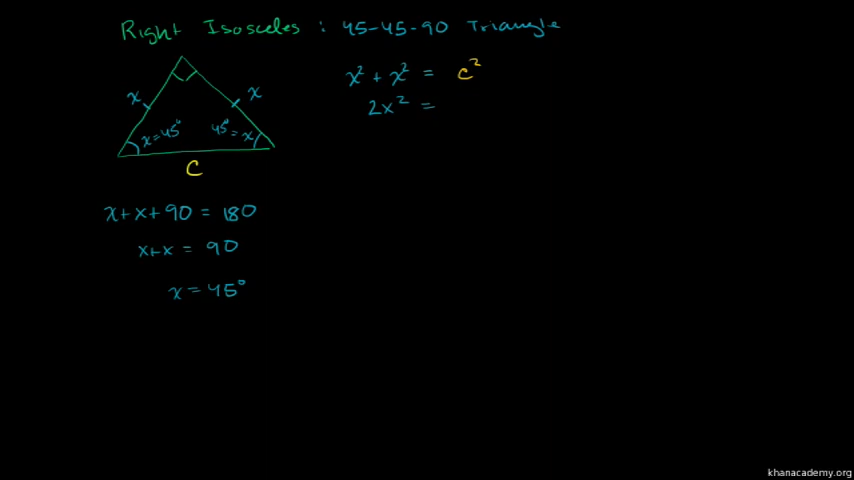 Right Isosceles : 45-45-90 Triangle
x² + x² = c²
2x² =
x x
x=45° 45°=x
C
x+x+90 = 180
x+x = 90
x = 45°
khanacademy.org